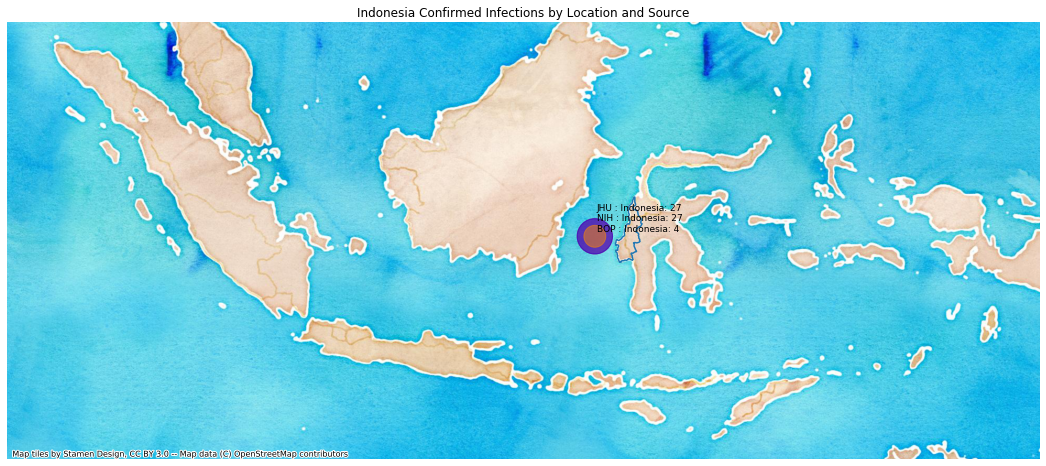 Indonesia Confirmed Infections by Location and Source
JHU : Indonesia: 27
NIH : Indonesia: 27
BOP : Indonesia: 4
Map tiles by Stamen Design, CC BY 3.0 -- Map data (C) OpenStreetMap contributors